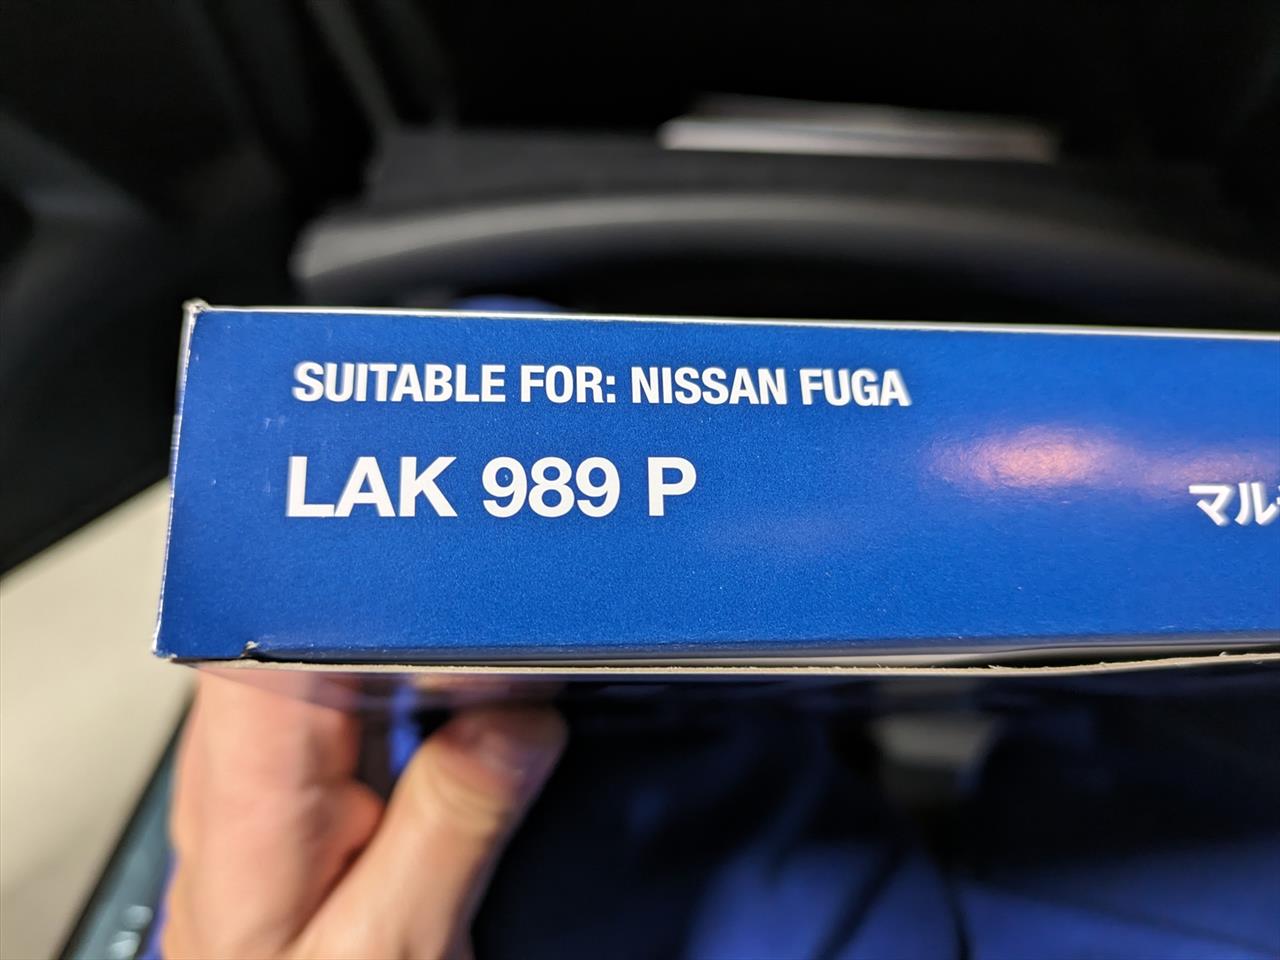 SUITABLE FOR: NISSAN FUGA
LAK 989 P
マル